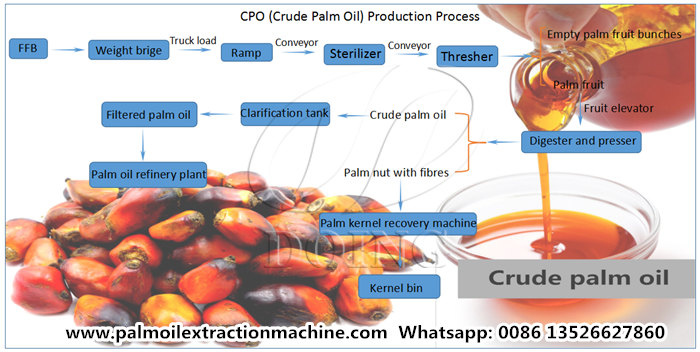 CPO (Crude Palm Oil) Production Process
FFB
Weight brige
Truck load
Ramp
Conveyor
Sterilizer
Conveyor
Thresher
Empty palm fruit bunches
Palm fruit
Fruit elevator
Digester and presser
Crude palm oil
Clarification tank
Filtered palm oil
Palm oil refinery plant
Palm nut with fibres
Palm kernel recovery machine
DOING
Kernel bin
Crude palm oil
www.palmoilextractionmachine.com Whatsapp: 0086 13526627860